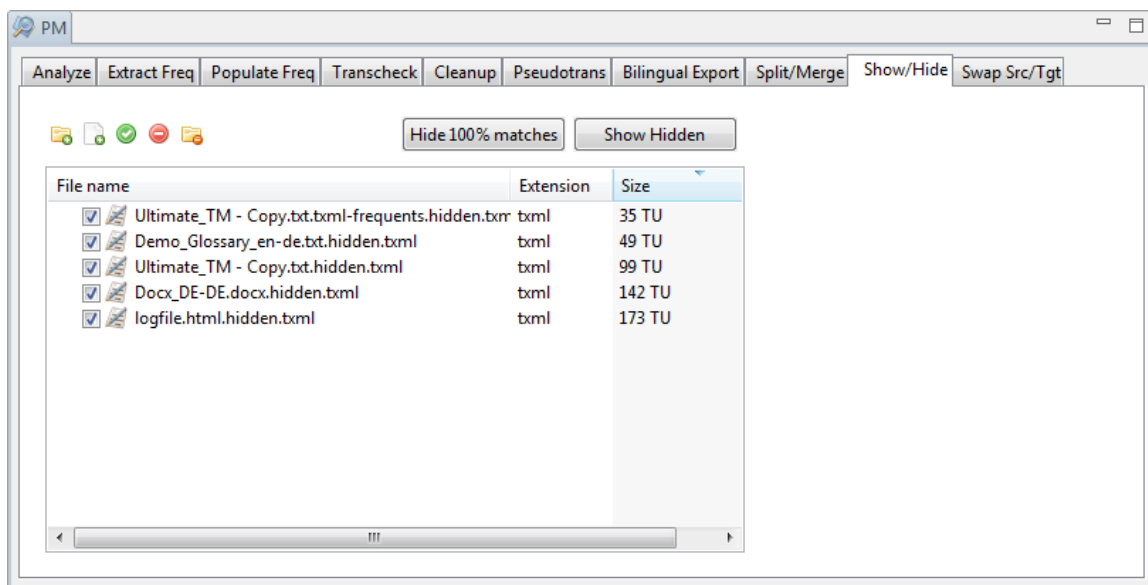 PM
Analyze Extract Freq Populate Freq Transcheck Cleanup Pseudotrans Bilingual Export Split/Merge Show/Hide Swap Src/Tgt
Hide 100% matches Show Hidden
File name Extension Size
Ultimate_TM - Copy.txt.txml-frequents.hidden.txm txml 35 TU
Demo_Glossary_en-de.txt.hidden.txml txml 49 TU
Ultimate_TM - Copy.txt.hidden.txml txml 99 TU
Docx_DE-DE.docx.hidden.txml txml 142 TU
logfile.html.hidden.txml txml 173 TU